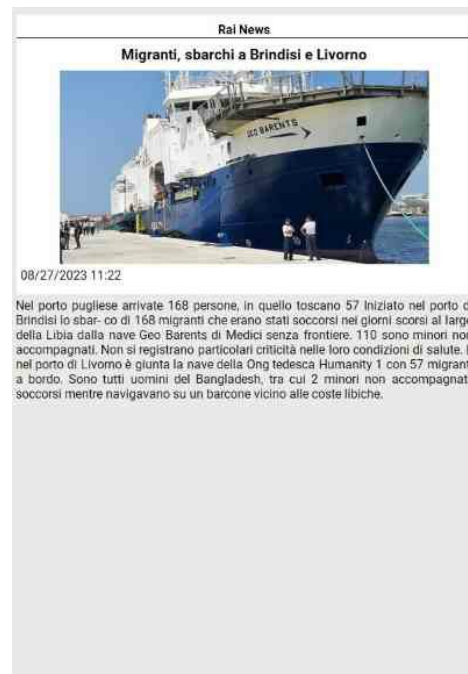 Rai News
Migranti, sbarchi a Brindisi e Livorno
GEO BARENTS
08/27/2023 11:22
Nel porto pugliese arrivate 168 persone, in quello toscano 57 Iniziato nel porto d
Brindisi lo sbar- co di 168 migranti che erano stati soccorsi nei giorni scorsi al larg
della Libia dalla nave Geo Barents di Medici senza frontiere. 110 sono minori non
accompagnati. Non si registrano particolari criticità nelle loro condizioni di salute.
nel porto di Livorno è giunta la nave della Ong tedesca Humanity 1 con 57 migrant
a bordo. Sono tutti uomini del Bangladesh, tra cui 2 minori non accompagnat
soccorsi mentre navigavano su un barcone vicino alle coste libiche.